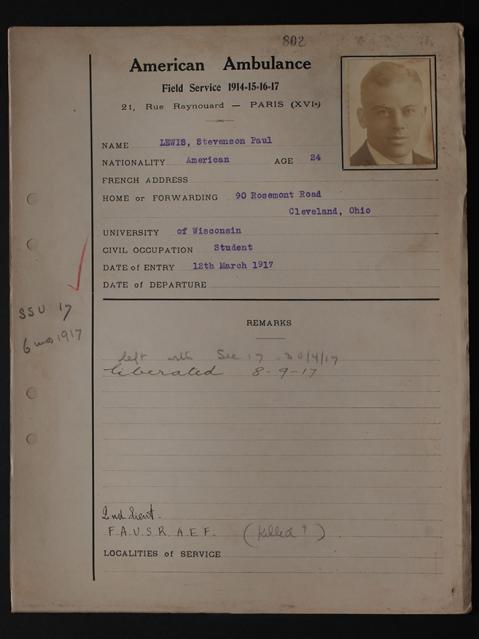 802
American Ambulance
Field Service 1914-15-16-17
21, Rue Raynouard — PARIS (XVIe)
NAME LEWIS, Stevenson Paul
NATIONALITY American AGE 24
FRENCH ADDRESS
HOME or FORWARDING 90 Rosemont Road
Cleveland, Ohio
UNIVERSITY of Wisconsin
CIVIL OCCUPATION Student
DATE of ENTRY 12th March 1917
DATE of DEPARTURE
SSU 17
6 mos 1917
REMARKS
left with Sec 17 30/4/17
liberated 8-9-17
2nd Lieut.
F.A.U.S.R. A.E.F. (Killed ?)
LOCALITIES of SERVICE